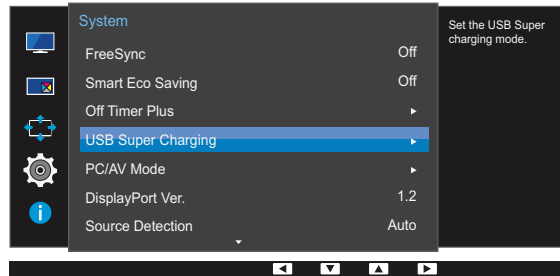 System
FreeSync Off
Smart Eco Saving Off
Off Timer Plus
USB Super Charging
PC/AV Mode
DisplayPort Ver. 1.2
Source Detection Auto
Set the USB Super
charging mode.